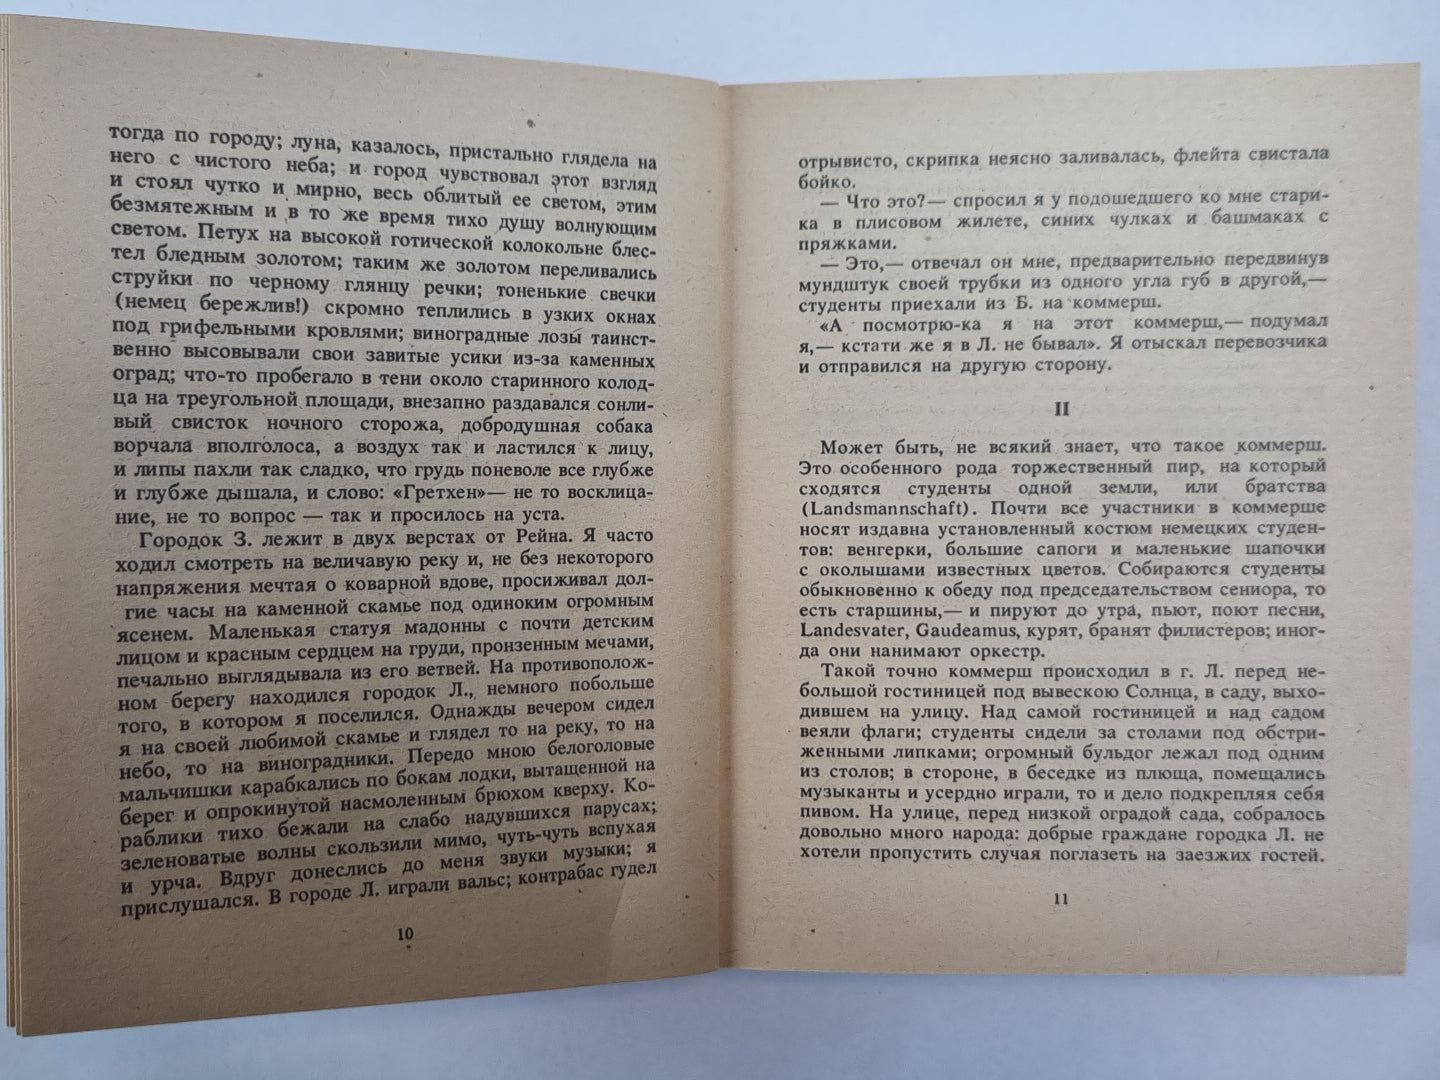 тогда по городу; луна, казалось, пристально глядела на
него с чистого неба; и город чувствовал этот взгляд
и стоял чутко и мирно, весь облитый ее светом, этим
безмятежным и в то же время тихо душу волнующим
светом. Петух на высокой готической колокольне блес-
тел бледным золотом; таким же золотом переливались
струйки по черному глянцу речки; тоненькие свечки
(немец бережлив!) скромно теплились в узких окнах
под грифельными кровлями; виноградные лозы таинст-
венно высовывали свои завитые усики из-за каменных
оград; что-то пробегало в тени около старинного колод-
ца на треугольной площади, внезапно раздавался сонли-
вый свисток ночного сторожа, добродушная собака
ворчала вполголоса, а воздух так и ластился к лицу,
и липы пахли так сладко, что грудь поневоле все глубже
и глубже дышала, и слово: «Гретхен»— не то восклица-
ние, не то вопрос — так и просилось на уста.
Городок З. лежит в двух верстах от Рейна. Я часто
ходил смотреть на величавую реку и, не без некоторого
напряжения мечтая о коварной вдове, просиживал дол-
гие часы на каменной скамье под одиноким огромным
ясенем. Маленькая статуя мадонны с почти детским
лицом и красным сердцем на груди, пронзенным мечами,
печально выглядывала из его ветвей. На противополож-
ном берегу находился городок Л., немного побольше
того, в котором я поселился. Однажды вечером сидел
я на своей любимой скамье и глядел то на реку, то на
небо, то на виноградники. Передо мною белоголовые
мальчишки карабкались по бокам лодки, вытащенной на
берег и опрокинутой насмоленным брюхом кверху. Ко-
раблики тихо бежали на слабо надувшихся парусах;
зеленоватые волны скользили мимо, чуть-чуть вспухая
и урча. Вдруг донеслись до меня звуки музыки; я
прислушался. В городе Л. играли вальс; контрабас гудел
10
отрывисто, скрипка неясно заливалась, флейта свистала
бойко.
— Что это?— спросил я у подошедшего ко мне стари-
ка в плисовом жилете, синих чулках и башмаках с
пряжками.
— Это,— отвечал он мне, предварительно передвинув
мундштук своей трубки из одного угла губ в другой,—
студенты приехали из Б. на коммерш.
«А посмотрю-ка я на этот коммерш,— подумал
я,— кстати же я в Л. не бывал». Я отыскал перевозчика
и отправился на другую сторону.
II
Может быть, не всякий знает, что такое коммерш.
Это особенного рода торжественный пир, на который
сходятся студенты одной земли, или братства
(Landsmannschaft). Почти все участники в коммерше
носят издавна установленный костюм немецких студен-
тов: венгерки, большие сапоги и маленькие шапочки
с околышами известных цветов. Собираются студенты
обыкновенно к обеду под председательством сениора, то
есть старшины,— и пируют до утра, пьют, поют песни,
Landesvater, Gaudeamus, курят, бранят филистеров; иног-
да они нанимают оркестр.
Такой точно коммерш происходил в г. Л. перед не-
большой гостиницей под вывескою Солнца, в саду, выхо-
дившем на улицу. Над самой гостиницей и над садом
веяли флаги; студенты сидели за столами под обстри-
женными липками; огромный бульдог лежал под одним
из столов; в стороне, в беседке из плюща, помещались
музыканты и усердно играли, то и дело подкрепляя себя
пивом. На улице, перед низкой оградой сада, собралось
довольно много народа: добрые граждане городка Л. не
хотели пропустить случая поглазеть на заезжих гостей.
11